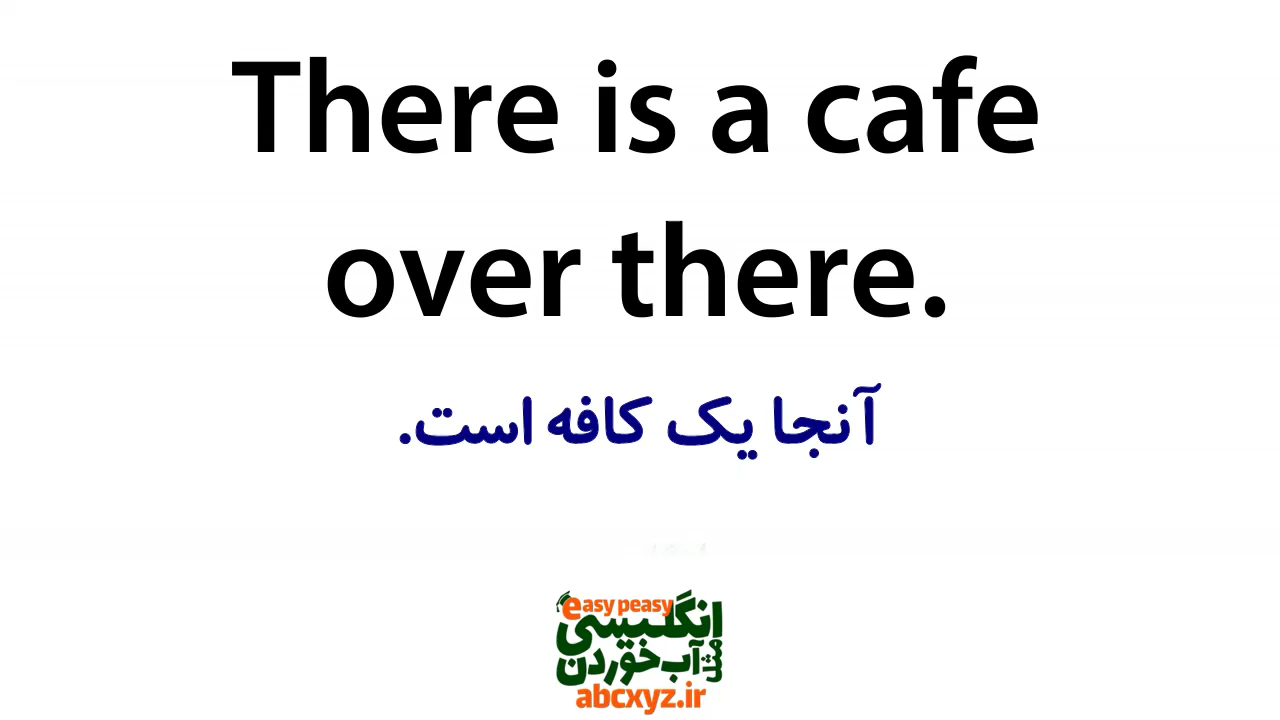 There is a cafe
over there.
آنجا یک کافه است.
easy peasy
انگلیسی
مثل آب خوردن
abcxyz.ir